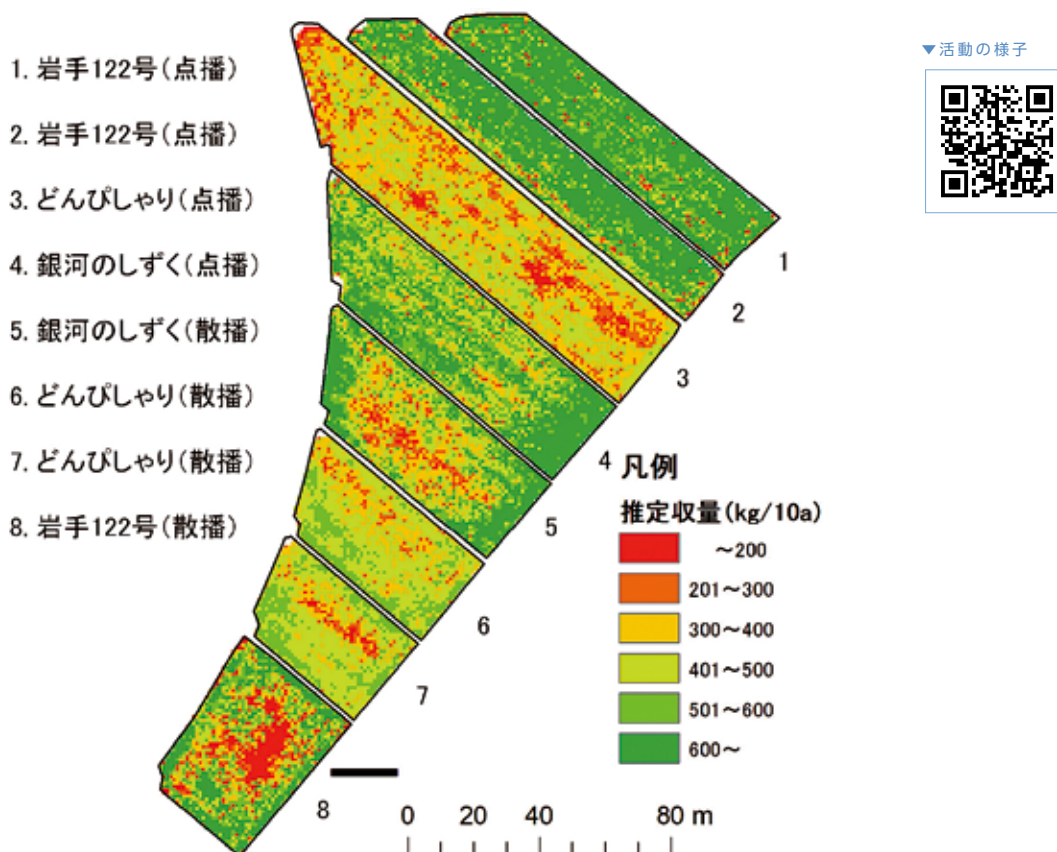 1. 岩手122号(点播)
2. 岩手122号(点播)
3. どんぴしゃり(点播)
4. 銀河のしずく(点播)
5. 銀河のしずく(散播)
6. どんぴしゃり(散播)
7. どんぴしゃり(散播)
8. 岩手122号(散播)
▼活動の様子
1
2
3
4
5
6
7
8
凡例
推定収量(kg/10a)
～200
201～300
300～400
401～500
501～600
600～
0 20 40 80 m